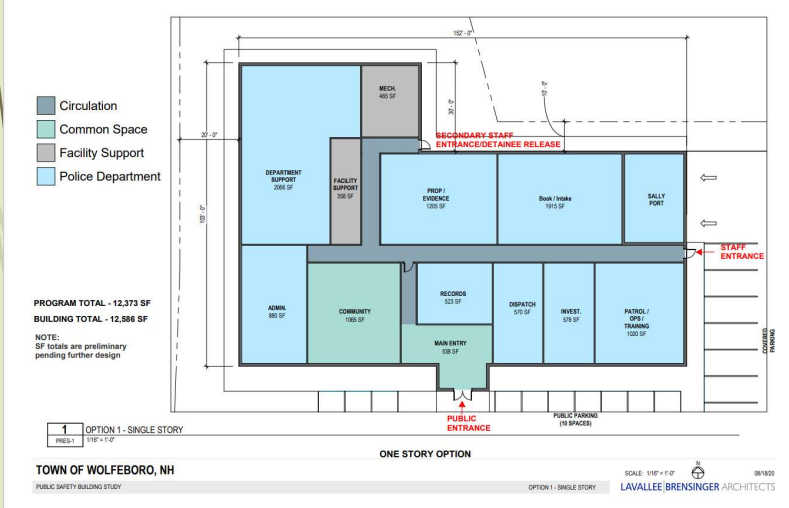 152' - 0"
MECH.
465 SF
30' - 0"
10' - 0"
Circulation
Common Space
Facility Support
Police Department
20' - 0"
SECONDARY STAFF
ENTRANCE/DETAINEE RELEASE
DEPARTMENT
SUPPORT
2066 SF
FACILITY
SUPPORT
358 SF
PROP /
EVIDENCE
1205 SF
Book / Intake
1915 SF
SALLY
PORT
103' - 0"
STAFF
ENTRANCE
ADMIN.
880 SF
COMMUNITY
1065 SF
RECORDS
523 SF
DISPATCH
570 SF
INVEST.
578 SF
PATROL /
OPS /
TRAINING
1020 SF
MAIN ENTRY
538 SF
COVERED
PARKING
PROGRAM TOTAL - 12,373 SF
BUILDING TOTAL - 12,586 SF
NOTE:
SF totals are preliminary
pending further design
PUBLIC
ENTRANCE
PUBLIC PARKING
(10 SPACES)
1
OPTION 1 - SINGLE STORY
PRES-1
1/16" = 1'-0"
ONE STORY OPTION
TOWN OF WOLFEBORO, NH
PUBLIC SAFETY BUILDING STUDY
OPTION 1 - SINGLE STORY
SCALE: 1/16" = 1'-0"
N
08/18/20
LAVALLEE BRENSINGER ARCHITECTS